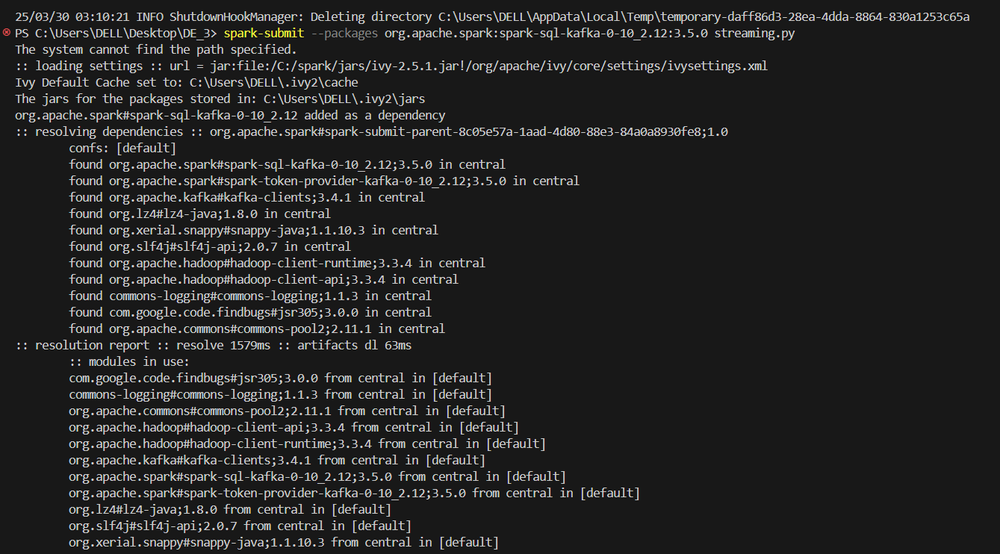 25/03/30 03:10:21 INFO ShutdownHookManager: Deleting directory C:\Users\DELL\AppData\Local\Temp\temporary-daff86d3-28ea-4dda-8864-830a1253c65a
PS C:\Users\DELL\Desktop\DE_3> spark-submit --packages org.apache.spark:spark-sql-kafka-0-10_2.12:3.5.0 streaming.py
The system cannot find the path specified.
:: loading settings :: url = jar:file:/C:/spark/jars/ivy-2.5.1.jar!/org/apache/ivy/core/settings/ivysettings.xml
Ivy Default Cache set to: C:\Users\DELL\.ivy2\cache
The jars for the packages stored in: C:\Users\DELL\.ivy2\jars
org.apache.spark#spark-sql-kafka-0-10_2.12 added as a dependency
:: resolving dependencies :: org.apache.spark#spark-submit-parent-8c05e57a-1aad-4d80-88e3-84a0a8930fe8;1.0
confs: [default]
found org.apache.spark#spark-sql-kafka-0-10_2.12;3.5.0 in central
found org.apache.spark#spark-token-provider-kafka-0-10_2.12;3.5.0 in central
found org.apache.kafka#kafka-clients;3.4.1 in central
found org.lz4#lz4-java;1.8.0 in central
found org.xerial.snappy#snappy-java;1.1.10.3 in central
found org.slf4j#slf4j-api;2.0.7 in central
found org.apache.hadoop#hadoop-client-runtime;3.3.4 in central
found org.apache.hadoop#hadoop-client-api;3.3.4 in central
found commons-logging#commons-logging;1.1.3 in central
found com.google.code.findbugs#jsr305;3.0.0 in central
found org.apache.commons#commons-pool2;2.11.1 in central
:: resolution report :: resolve 1579ms :: artifacts dl 63ms
:: modules in use:
com.google.code.findbugs#jsr305;3.0.0 from central in [default]
commons-logging#commons-logging;1.1.3 from central in [default]
org.apache.commons#commons-pool2;2.11.1 from central in [default]
org.apache.hadoop#hadoop-client-api;3.3.4 from central in [default]
org.apache.hadoop#hadoop-client-runtime;3.3.4 from central in [default]
org.apache.kafka#kafka-clients;3.4.1 from central in [default]
org.apache.spark#spark-sql-kafka-0-10_2.12;3.5.0 from central in [default]
org.apache.spark#spark-token-provider-kafka-0-10_2.12;3.5.0 from central in [default]
org.lz4#lz4-java;1.8.0 from central in [default]
org.slf4j#slf4j-api;2.0.7 from central in [default]
org.xerial.snappy#snappy-java;1.1.10.3 from central in [default]